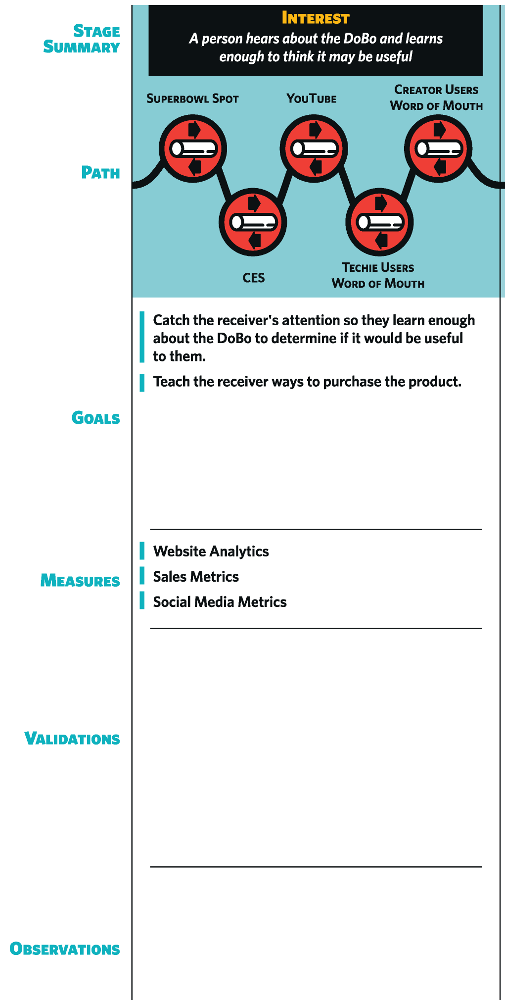 Stage
Summary
Interest
A person hears about the DoBo and learns
enough to think it may be useful
Path
Superbowl Spot
YouTube
Creator Users
Word of Mouth
CES
Techie Users
Word of Mouth
Goals
Catch the receiver's attention so they learn enough
about the DoBo to determine if it would be useful
to them.
Teach the receiver ways to purchase the product.
Measures
Website Analytics
Sales Metrics
Social Media Metrics
Validations
Observations